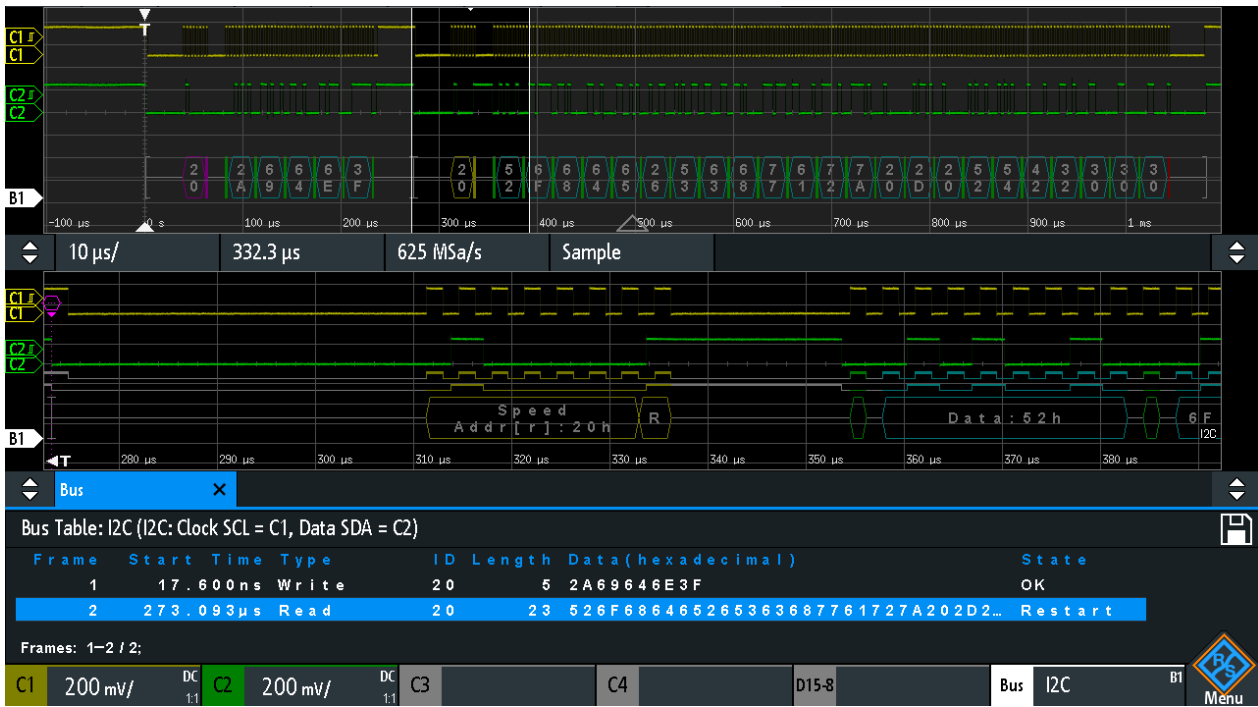 C1
C1
T
C2
C2
B1
2 2 6 6 6 3 2 5 6 6 6 6 2 5 6 6 7 6 7 7 2 2 2 5 5 4 3 3 3 3
0 A 9 4 E F 0 2 F 8 4 5 6 3 3 8 7 1 2 A 0 D 0 2 4 2 2 0 0 0
-100 µs 0 s 100 µs 200 µs 300 µs 400 µs 500 µs 600 µs 700 µs 800 µs 900 µs 1 ms
10 µs/ 332.3 µs 625 MSa/s Sample
C1
C1
C2
C2
Speed
Addr[r]:20h R Data:52h 6F
B1
I2C
T 280 µs 290 µs 300 µs 310 µs 320 µs 330 µs 340 µs 350 µs 360 µs 370 µs 380 µs
Bus ×
Bus Table: I2C (I2C: Clock SCL = C1, Data SDA = C2)
Frame Start Time Type ID Length Data(hexadecimal) State
1 17.600ns Write 20 5 2A69646E3F OK
2 273.093µs Read 20 23 526F6864652653636877761727A202D2… Restart
Frames: 1-2 / 2;
C1 200 mV/ DC 1:1 C2 200 mV/ DC 1:1 C3 C4 D15-8 Bus I2C B1 R&S Menu